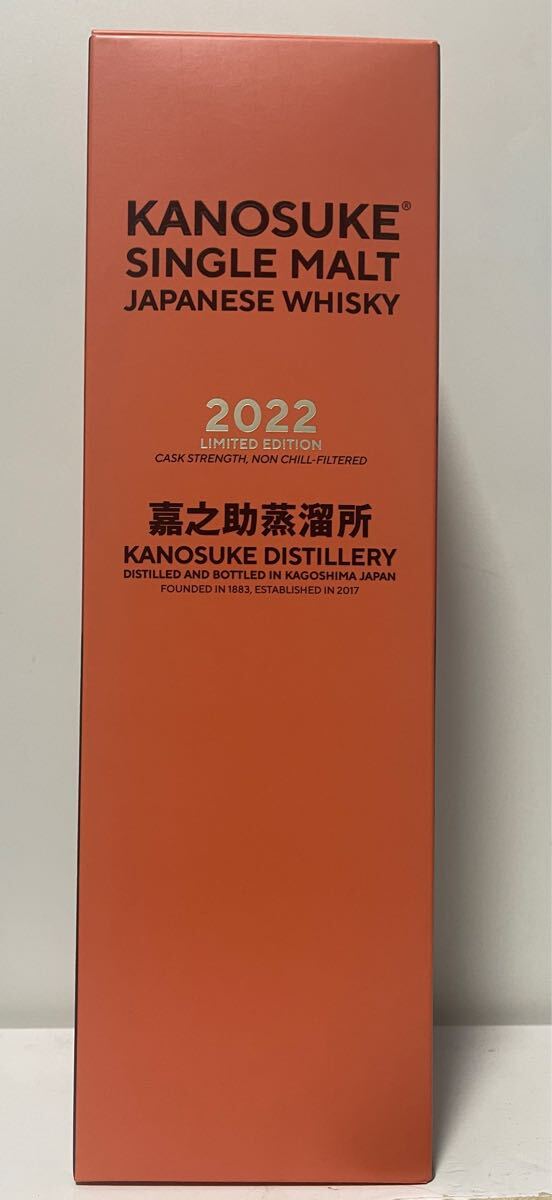 KANOSUKE®
SINGLE MALT
JAPANESE WHISKY
2022
LIMITED EDITION
CASK STRENGTH, NON CHILL-FILTERED
嘉之助蒸溜所
KANOSUKE DISTILLERY
DISTILLED AND BOTTLED IN KAGOSHIMA JAPAN
FOUNDED IN 1883, ESTABLISHED IN 2017